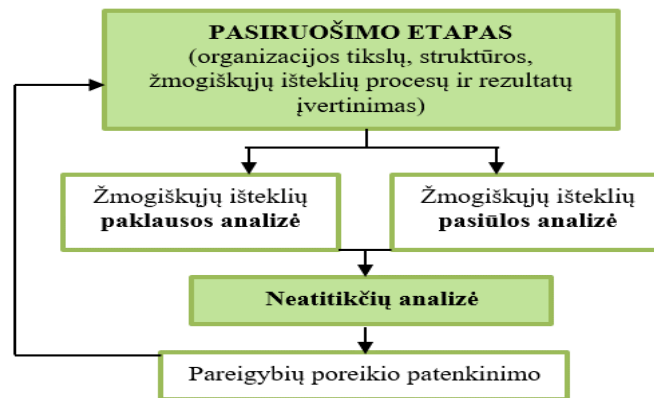 PASIRUOŠIMO ETAPAS
(organizacijos tikslų, struktūros,
žmogiškųjų išteklių procesų ir rezultatų
įvertinimas)
Žmogiškųjų išteklių
paklausos analizė
Žmogiškųjų išteklių
pasiūlos analizė
Neatitikčių analizė
Pareigybių poreikio patenkinimo